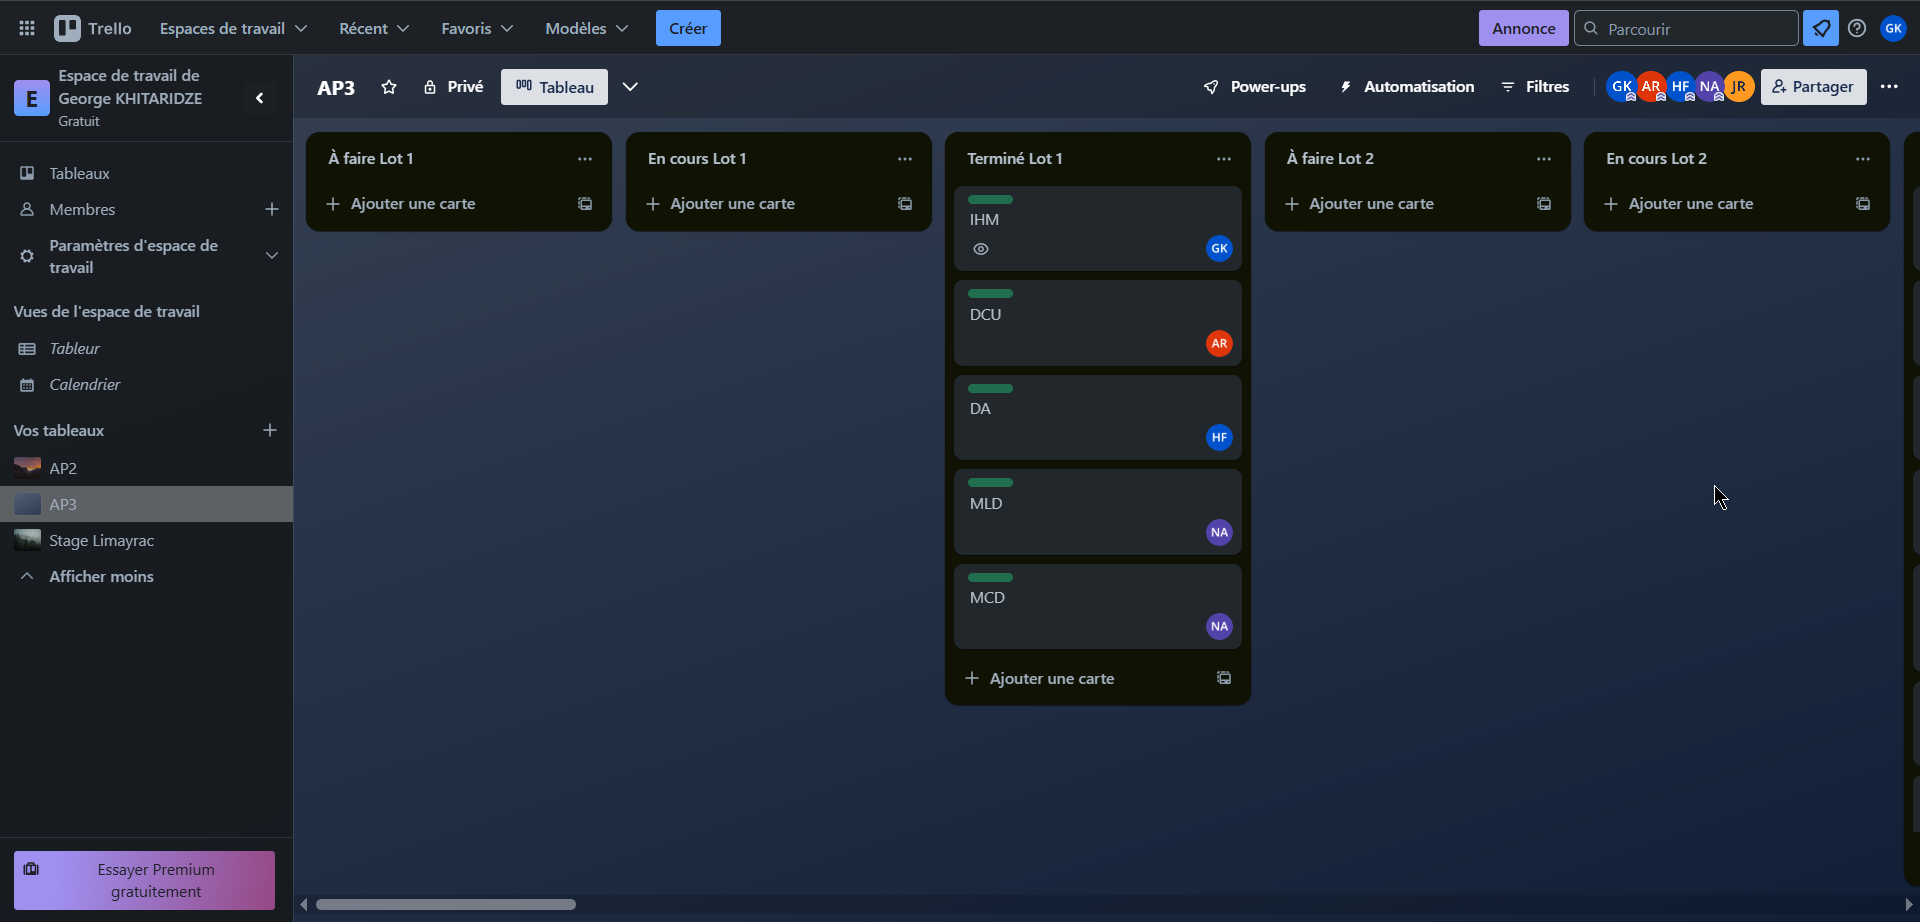 Trello
Espaces de travail
Récent
Favoris
Modèles
Créer
Annonce
Parcourir
GK
E
Espace de travail de
George KHITARIDZE
Gratuit
AP3
Privé
Tableau
Power-ups
Automatisation
Filtres
GK
AR
HF
NA
JR
Partager
Tableaux
Membres
Paramètres d'espace de
travail
Vues de l'espace de travail
Tableur
Calendrier
Vos tableaux
AP2
AP3
Stage Limayrac
Afficher moins
Essayer Premium
gratuitement
À faire Lot 1
Ajouter une carte
En cours Lot 1
Ajouter une carte
Terminé Lot 1
IHM
GK
DCU
AR
DA
HF
MLD
NA
MCD
NA
Ajouter une carte
À faire Lot 2
Ajouter une carte
En cours Lot 2
Ajouter une carte